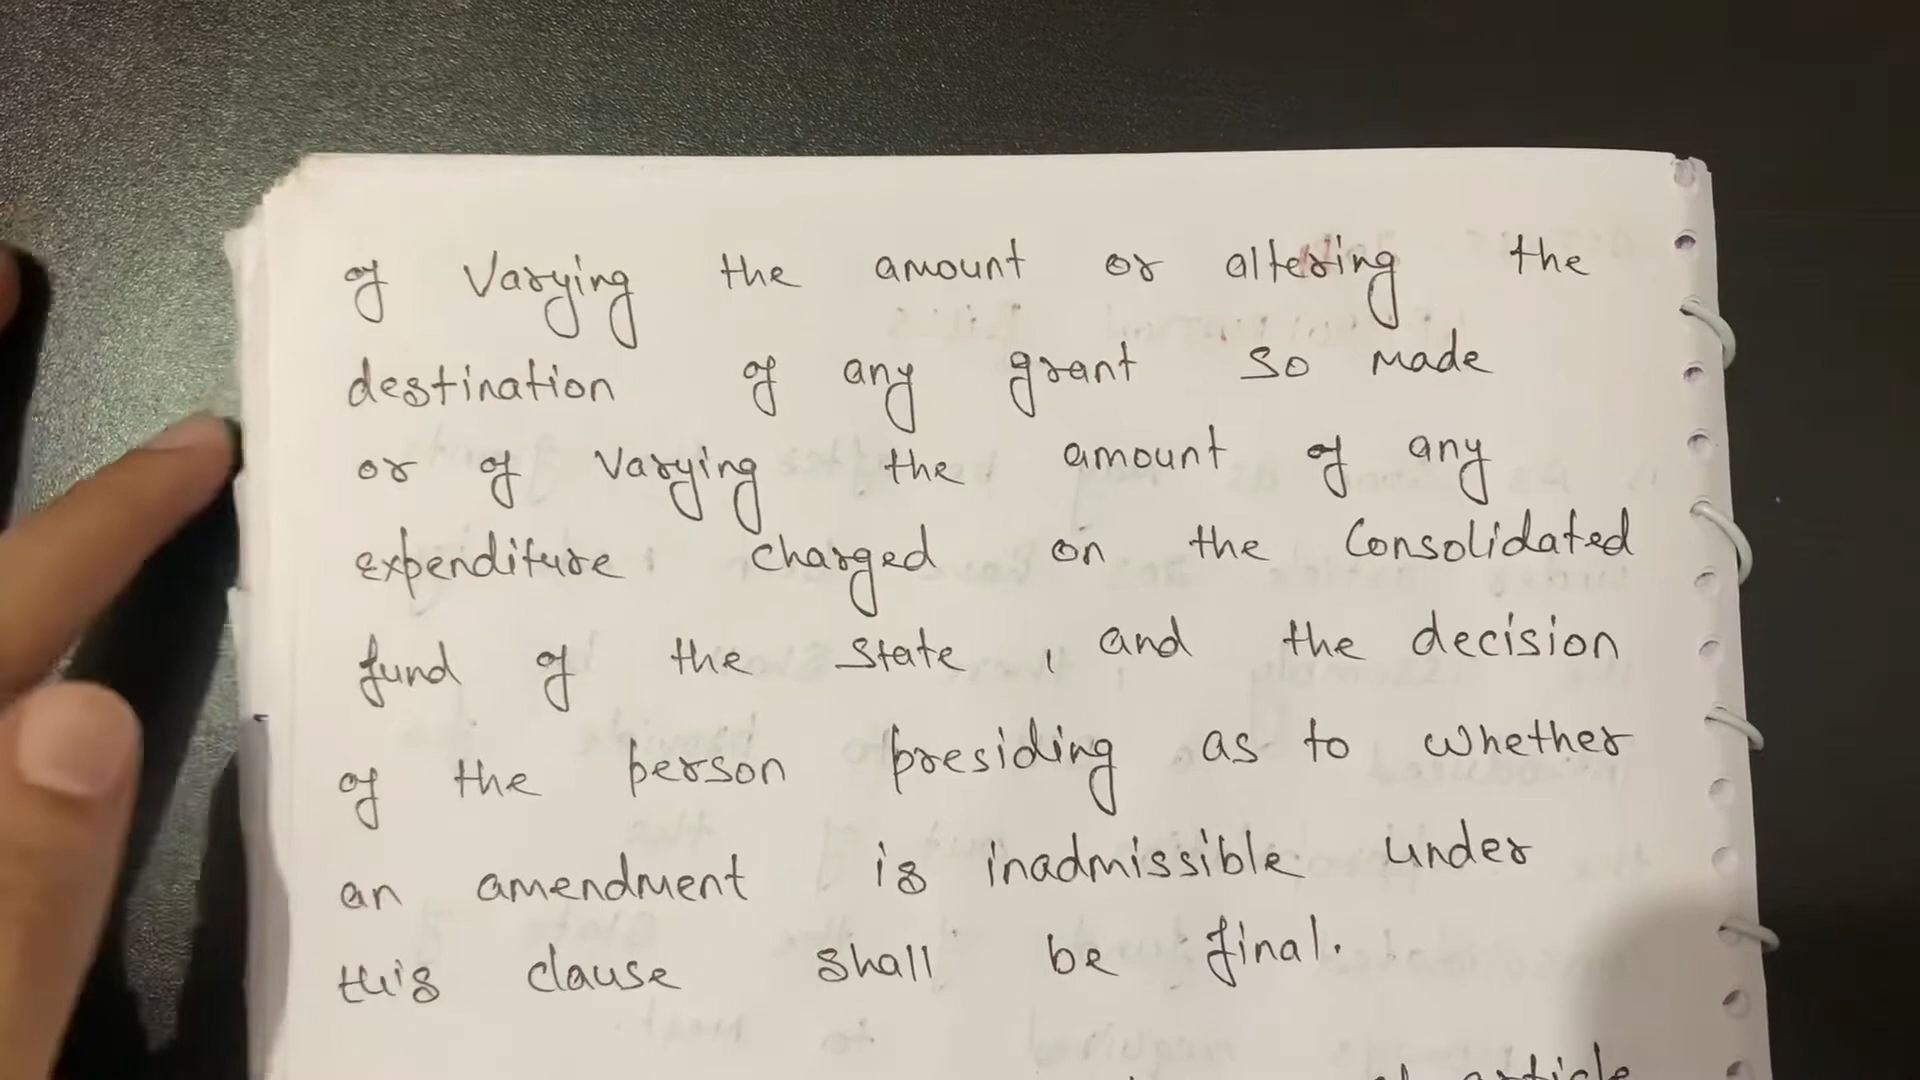 of Varying the amount or altering the
destination of any grant so made
or of varying the amount of any
expenditure charged on the Consolidated
fund of the State , and the decision
of the person presiding as to whether
an amendment is inadmissible under
this clause shall be final.
article